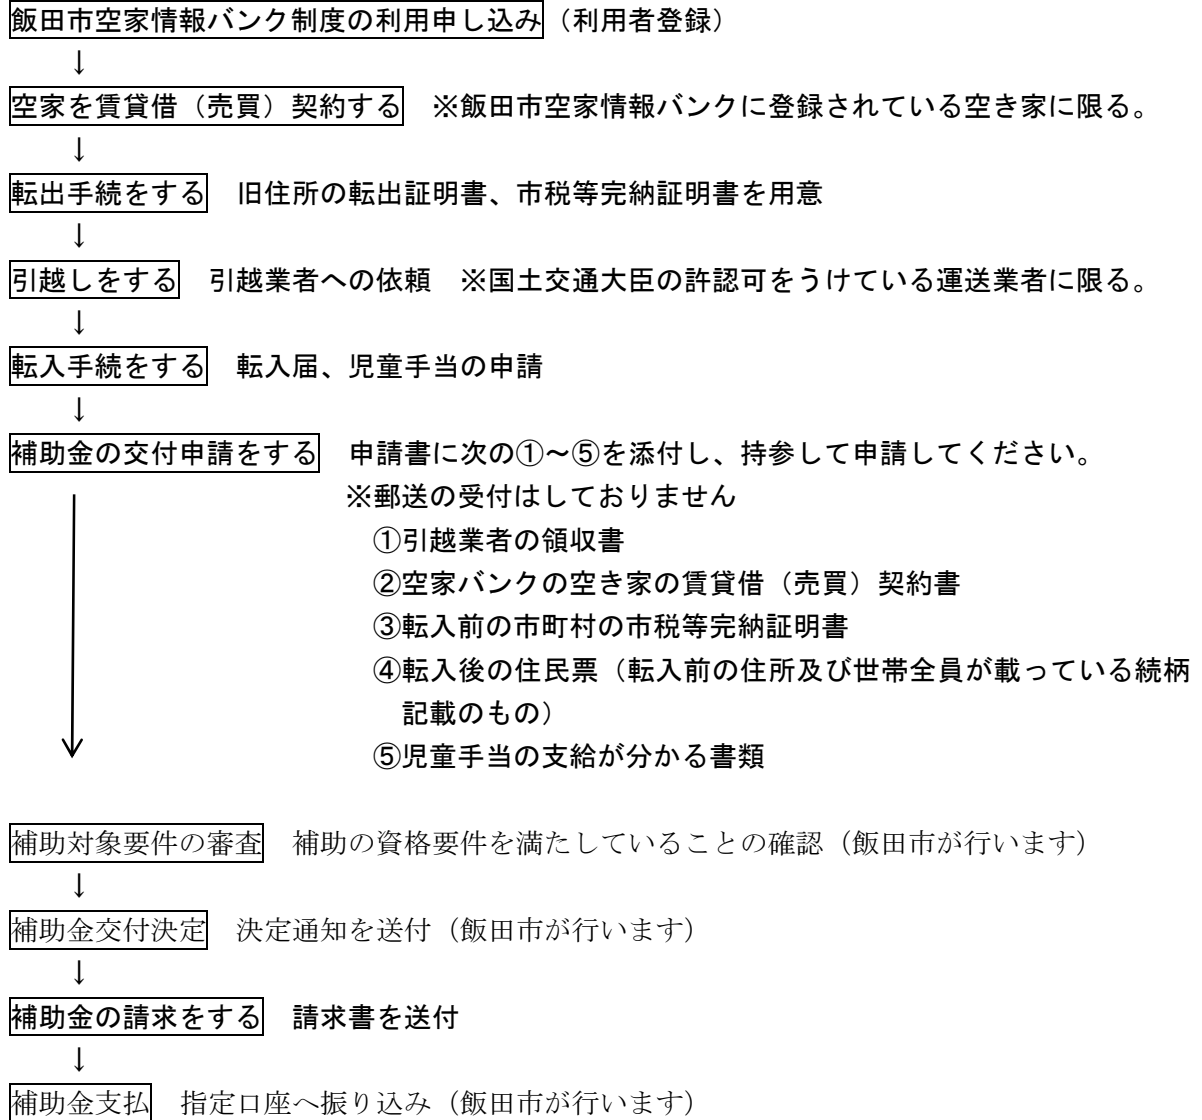 飯田市空家情報バンク制度の利用申し込み（利用者登録）
↓
空家を賃貸借（売買）契約する　※飯田市空家情報バンクに登録されている空き家に限る。
↓
転出手続をする　旧住所の転出証明書、市税等完納証明書を用意
↓
引越しをする　引越業者への依頼　※国土交通大臣の許認可をうけている運送業者に限る。
↓
転入手続をする　転入届、児童手当の申請
↓
補助金の交付申請をする　申請書に次の①～⑤を添付し、持参して申請してください。
※郵送の受付はしておりません
①引越業者の領収書
②空家バンクの空き家の賃貸借（売買）契約書
③転入前の市町村の市税等完納証明書
④転入後の住民票（転入前の住所及び世帯全員が載っている続柄
記載のもの）
⑤児童手当の支給が分かる書類
補助対象要件の審査　補助の資格要件を満たしていることの確認（飯田市が行います）
↓
補助金交付決定　決定通知を送付（飯田市が行います）
↓
補助金の請求をする　請求書を送付
↓
補助金支払　指定口座へ振り込み（飯田市が行います）